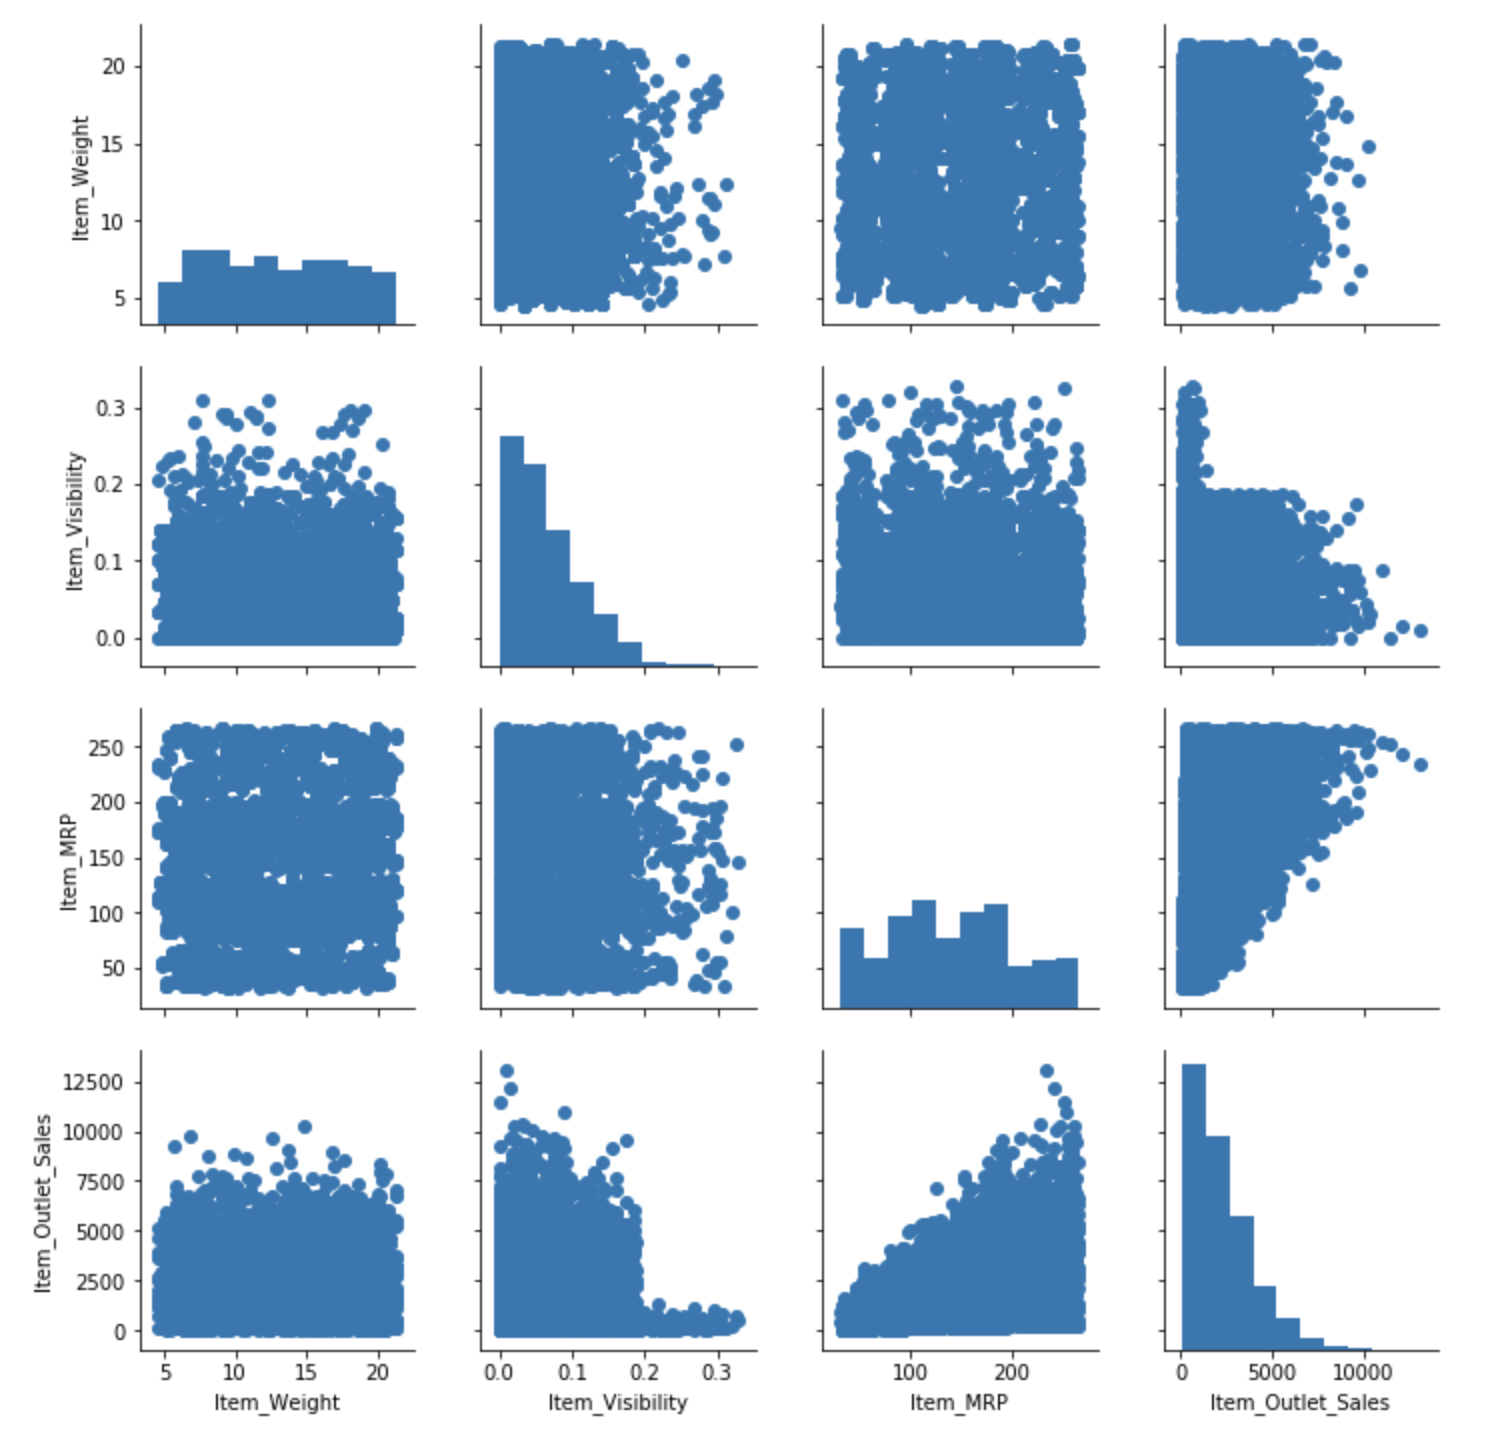 Item_Weight
20
15
10
5
Item_Visibility
0.3
0.2
0.1
0.0
Item_MRP
250
200
150
100
50
Item_Outlet_Sales
12500
10000
7500
5000
2500
0
5 10 15 20
0.0 0.1 0.2 0.3
100 200
0 5000 10000
Item_Weight
Item_Visibility
Item_MRP
Item_Outlet_Sales